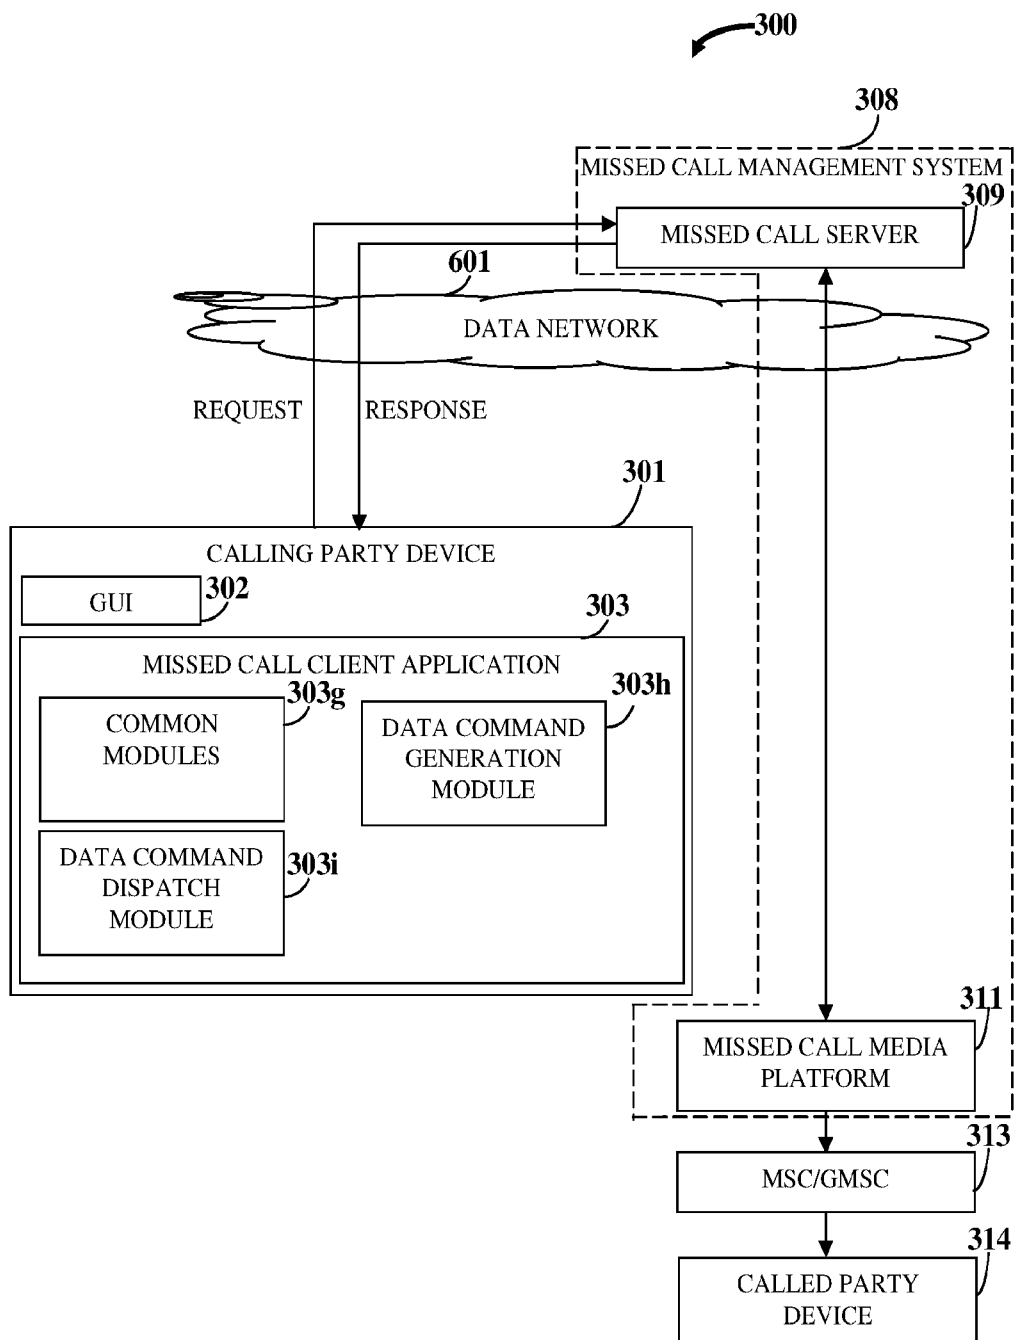 300
308
MISSED CALL MANAGEMENT SYSTEM
309
MISSED CALL SERVER
601
DATA NETWORK
REQUEST
RESPONSE
301
CALLING PARTY DEVICE
GUI
302
303
MISSED CALL CLIENT APPLICATION
303g
COMMON
MODULES
303h
DATA COMMAND
GENERATION
MODULE
DATA COMMAND
DISPATCH
MODULE
303i
311
MISSED CALL MEDIA
PLATFORM
313
MSC/GMSC
314
CALLED PARTY
DEVICE